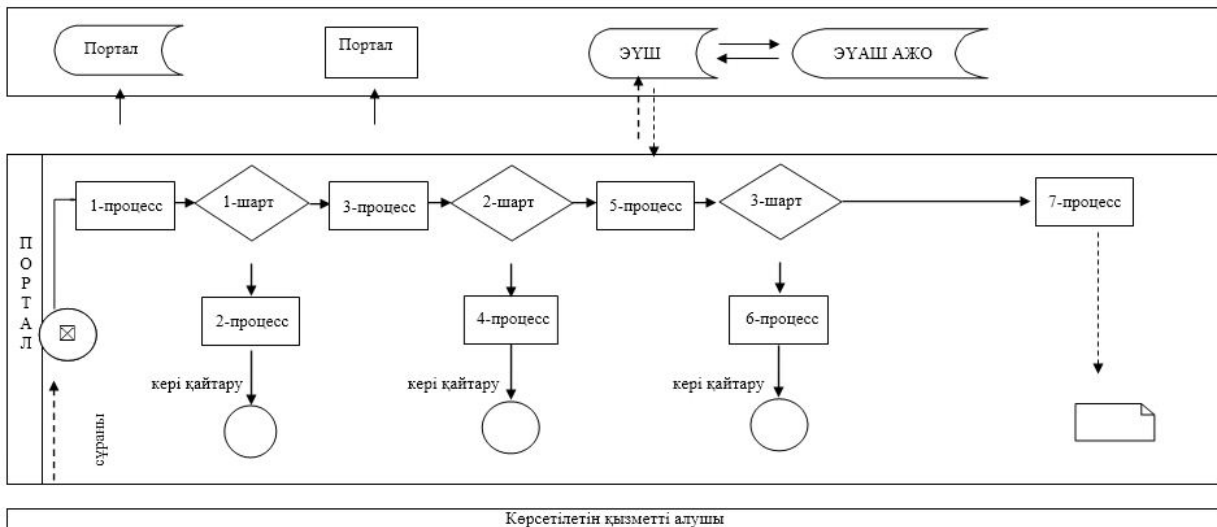 Портал
Портал
ЭҮШ
ЭҮАШ АЖО
ПОРТАЛ
1-процесс
1-шарт
3-процесс
2-шарт
5-процесс
3-шарт
7-процесс
2-процесс
4-процесс
6-процесс
кері қайтару
кері қайтару
кері қайтару
сұраны
Көрсетілетін қызметті алушы